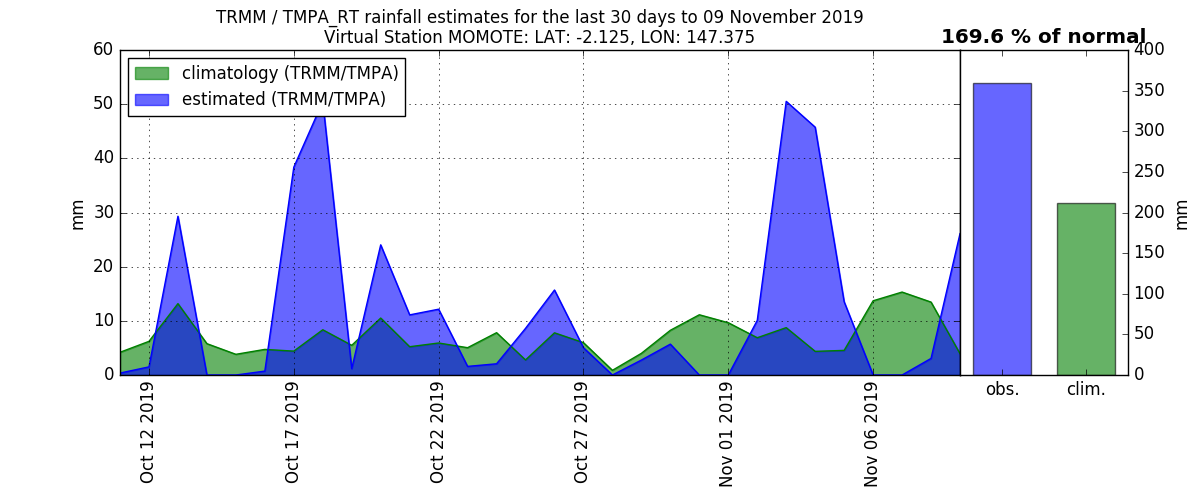 TRMM / TMPA_RT rainfall estimates for the last 30 days to 09 November 2019
Virtual Station MOMOTE: LAT: -2.125, LON: 147.375
169.6 % of normal
climatology (TRMM/TMPA)
estimated (TRMM/TMPA)
mm
60
50
40
30
20
10
0
Oct 12 2019
Oct 17 2019
Oct 22 2019
Oct 27 2019
Nov 01 2019
Nov 06 2019
obs.
clim.
400
350
300
250
200
150
100
50
0
mm